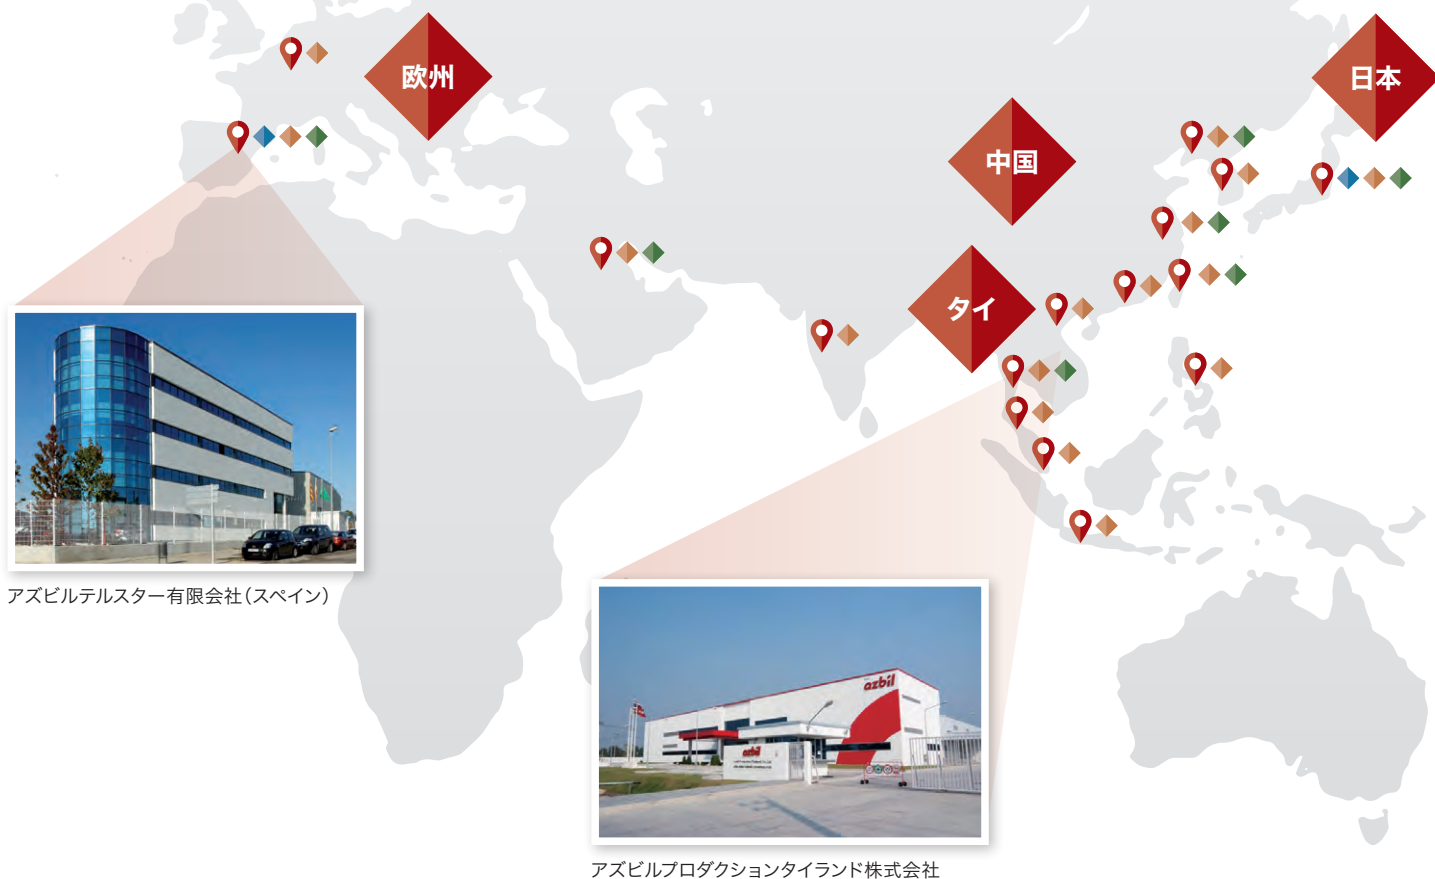 欧州
日本
中国
タイ
アズビルテルスター有限会社（スペイン）
azbil
azbil
アズビルプロダクションタイランド株式会社